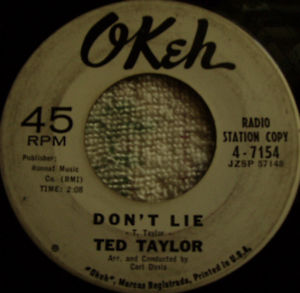 OKeh
45
RPM
Publisher:
Ronnat Music
Co. (BMI)
TIME: 2:08
RADIO
STATION COPY
4-7154
JZSP 57148
DON'T LIE
- T. Taylor -
TED TAYLOR
Arr. and Conducted by
Carl Davis
® "Okeh", Marcas Registrada, Printed in U.S.A.